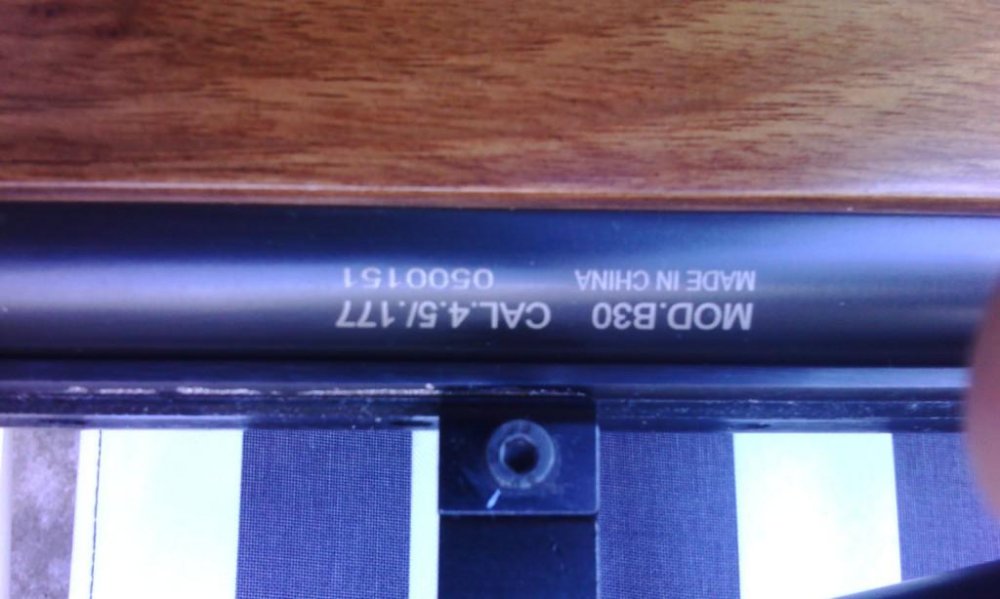 MOD.B30 CAL.4.5/.177
MADE IN CHINA 0500151